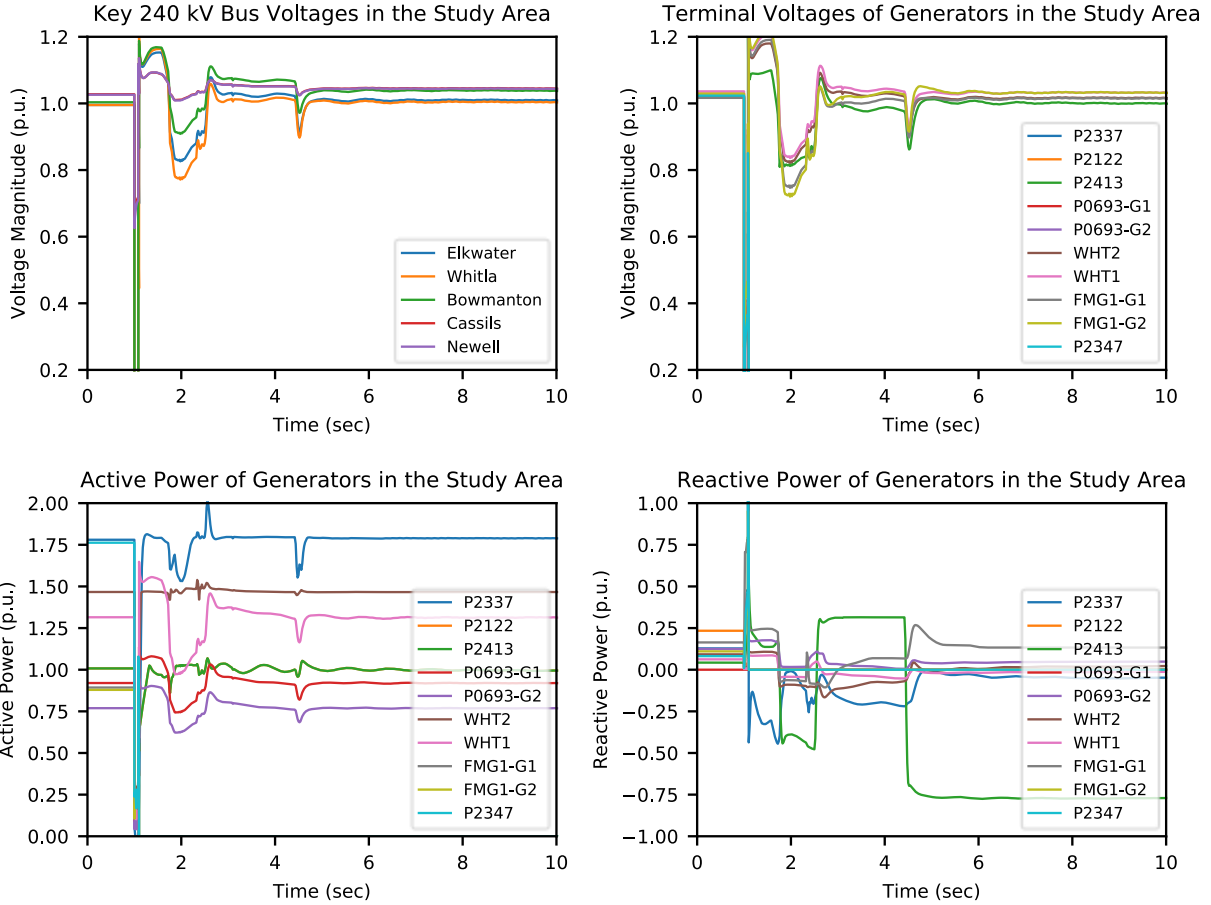 Key 240 kV Bus Voltages in the Study Area
Voltage Magnitude (p.u.)
1.2
1.0
0.8
0.6
0.4
0.2
Elkwater
Whitla
Bowmanton
Cassils
Newell
0 2 4 6 8 10
Time (sec)
Terminal Voltages of Generators in the Study Area
Voltage Magnitude (p.u.)
1.2
1.0
0.8
0.6
0.4
0.2
P2337
P2122
P2413
P0693-G1
P0693-G2
WHT2
WHT1
FMG1-G1
FMG1-G2
P2347
0 2 4 6 8 10
Time (sec)
Active Power of Generators in the Study Area
Active Power (p.u.)
2.00
1.75
1.50
1.25
1.00
0.75
0.50
0.25
0.00
P2337
P2122
P2413
P0693-G1
P0693-G2
WHT2
WHT1
FMG1-G1
FMG1-G2
P2347
0 2 4 6 8 10
Time (sec)
Reactive Power of Generators in the Study Area
Reactive Power (p.u.)
1.00
0.75
0.50
0.25
0.00
−0.25
−0.50
−0.75
−1.00
P2337
P2122
P2413
P0693-G1
P0693-G2
WHT2
WHT1
FMG1-G1
FMG1-G2
P2347
0 2 4 6 8 10
Time (sec)